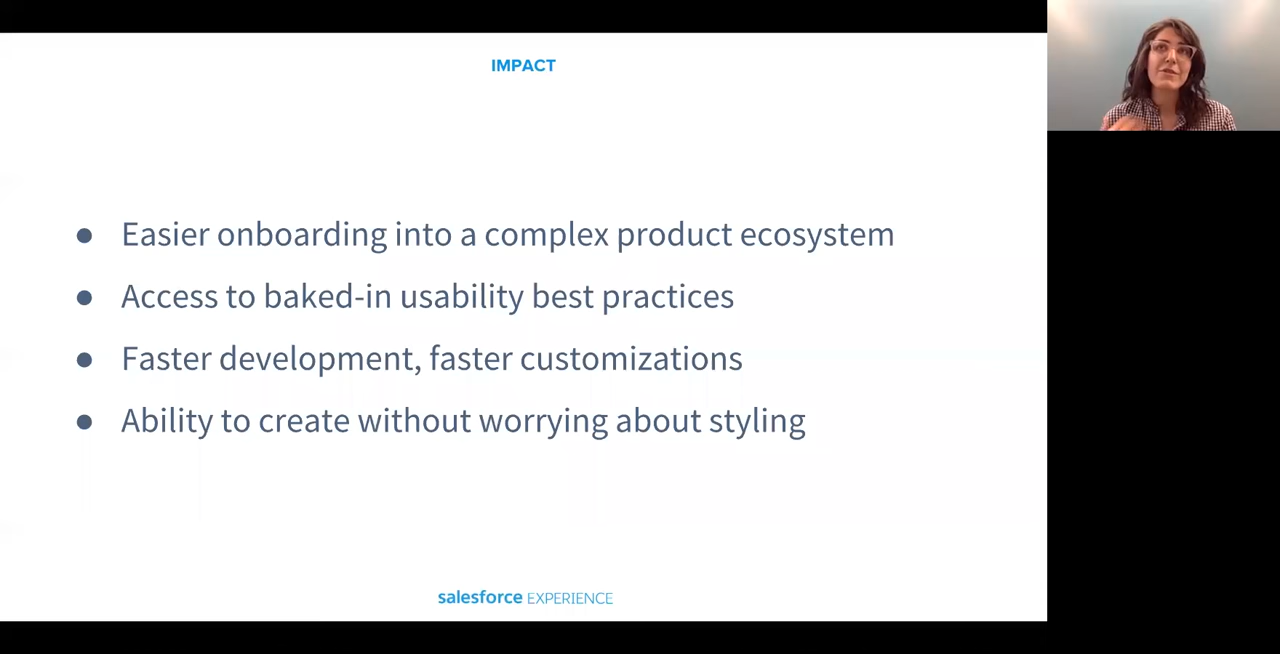 IMPACT
● Easier onboarding into a complex product ecosystem
● Access to baked-in usability best practices
● Faster development, faster customizations
● Ability to create without worrying about styling
salesforce EXPERIENCE